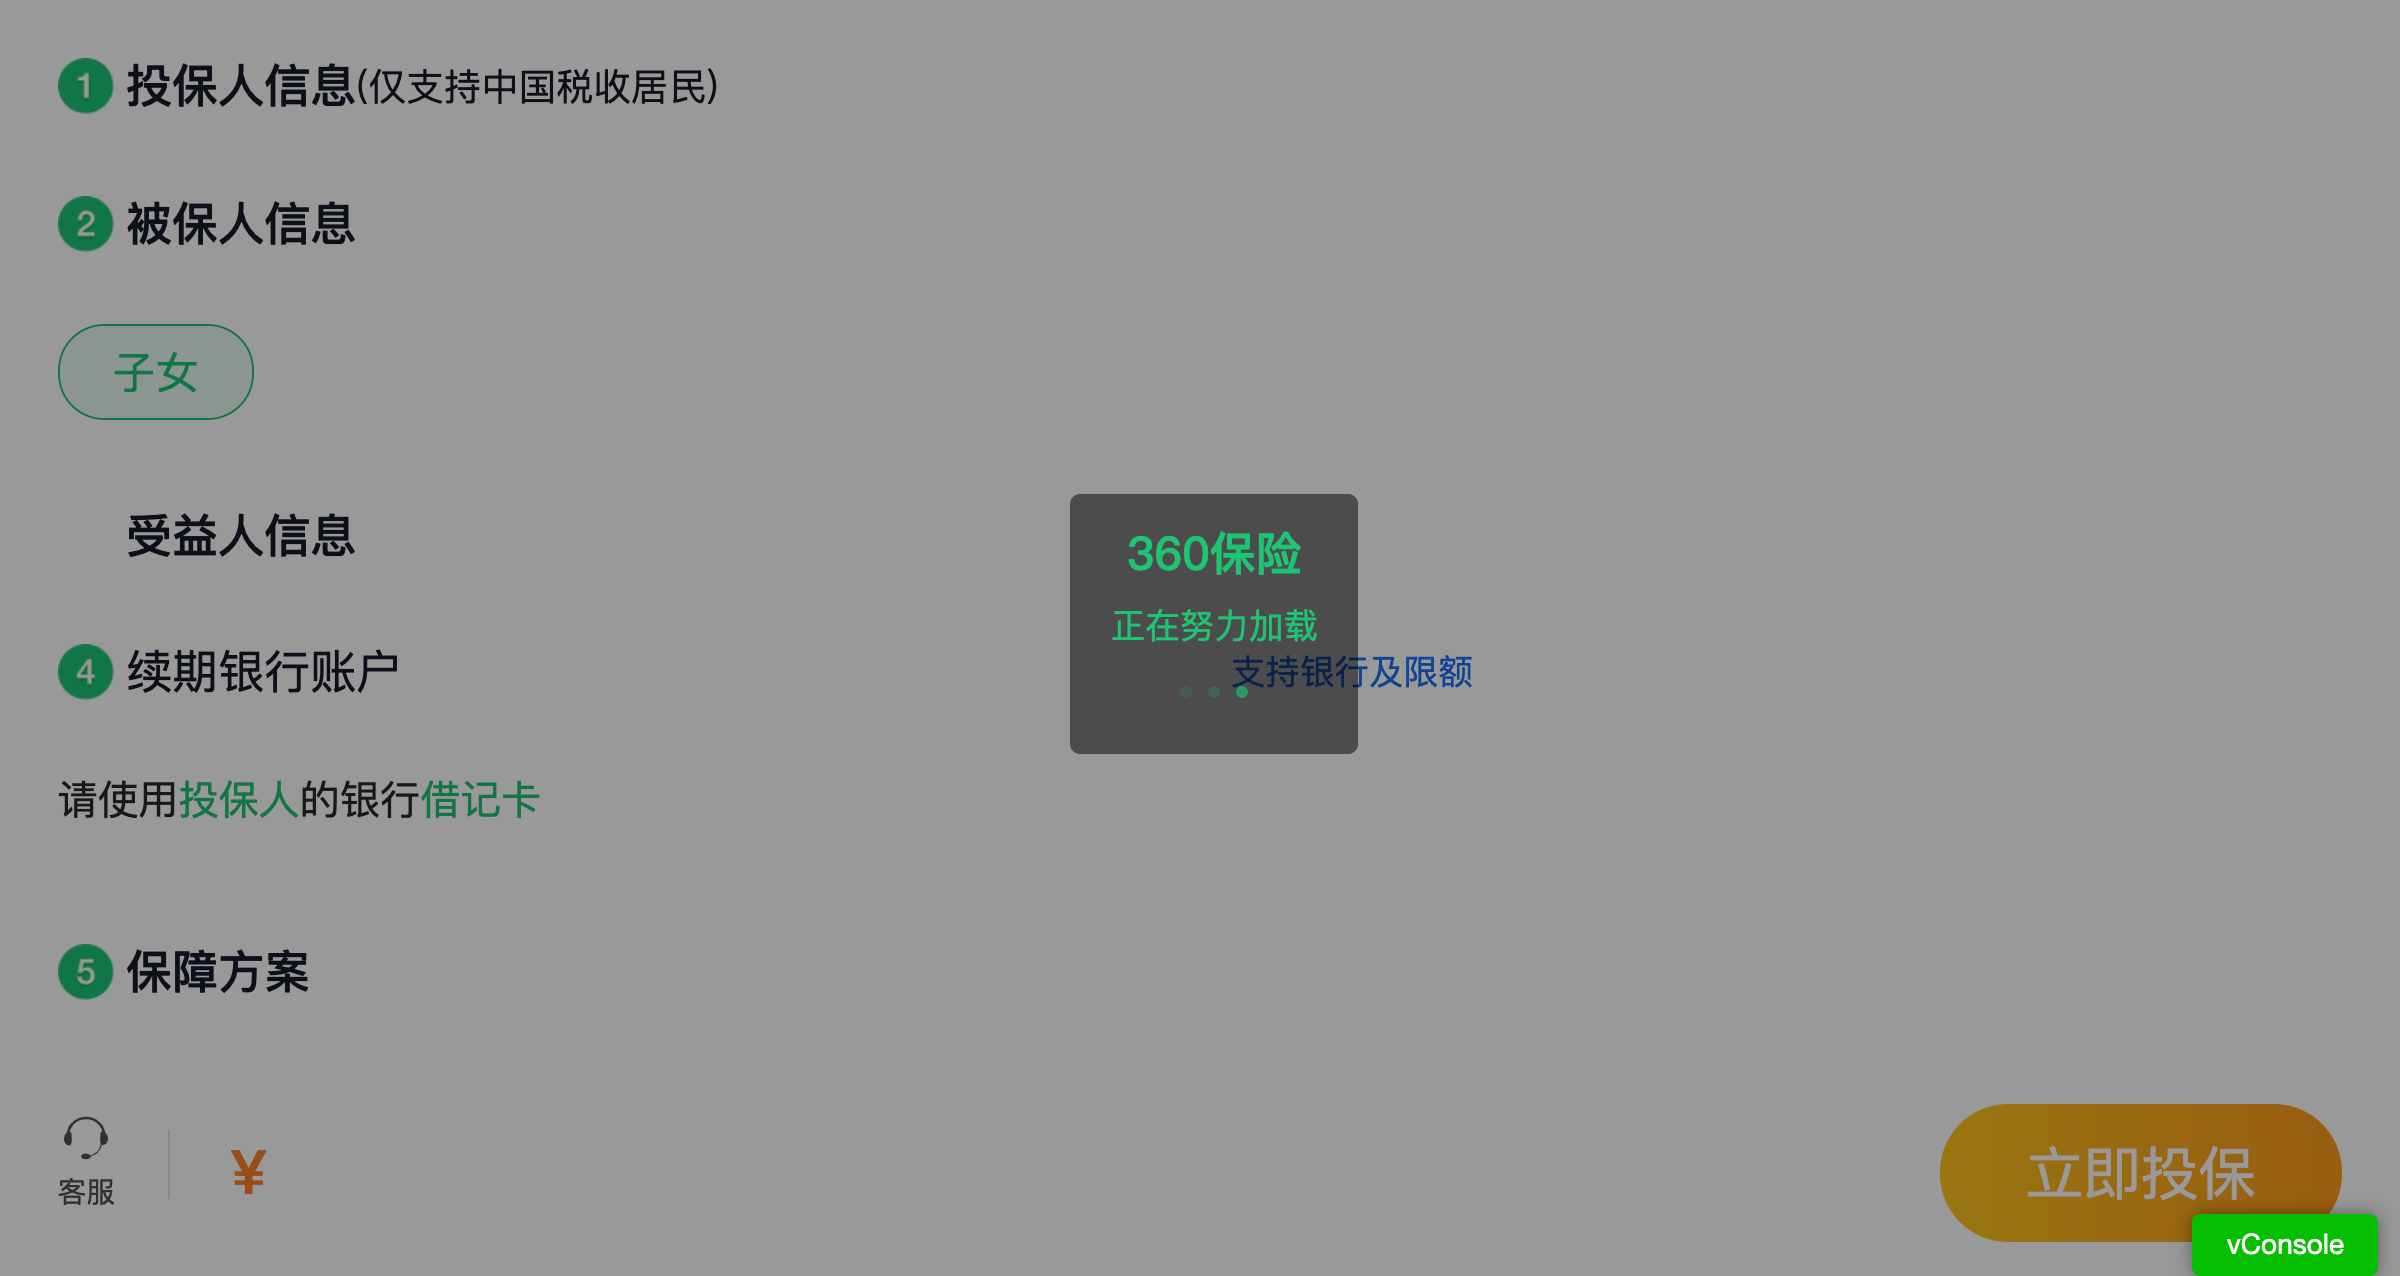 1 投保人信息(仅支持中国税收居民)
2 被保人信息
子女
受益人信息
360保险
正在努力加载
4 续期银行账户
支持银行及限额
请使用投保人的银行借记卡
5 保障方案
客服
¥
立即投保
vConsole